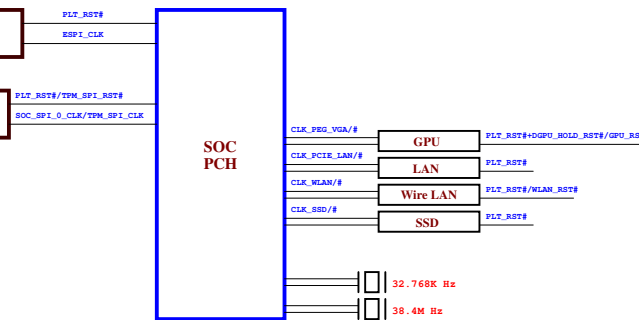 PLT_RST#
ESPI_CLK
PLT_RST#/TPM_SPI_RST#
SOC_SPI_0_CLK/TPM_SPI_CLK
SOC
PCH
CLK_PEG_VGA/#
GPU
PLT_RST#+DGPU_HOLD_RST#/GPU_RS
CLK_PCIE_LAN/#
LAN
PLT_RST#
CLK_WLAN/#
Wire LAN
PLT_RST#/WLAN_RST#
CLK_SSD/#
SSD
PLT_RST#
32.768K Hz
38.4M Hz